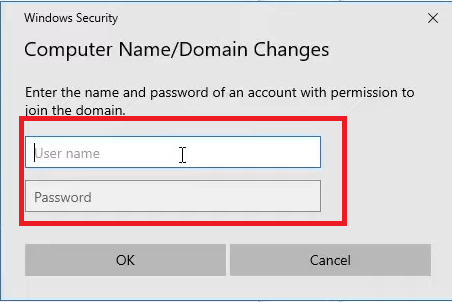 Windows Security
Computer Name/Domain Changes
Enter the name and password of an account with permission to
join the domain.
User name
Password
OK
Cancel